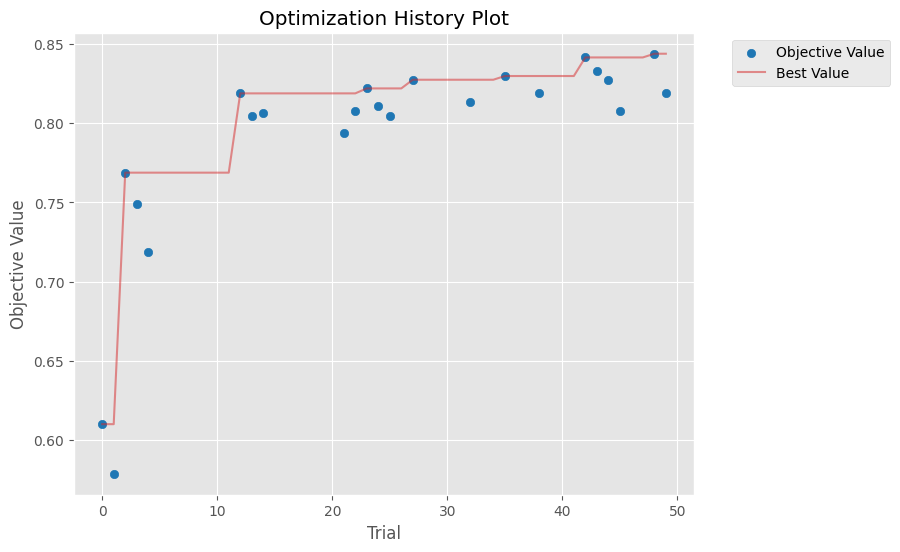 Optimization History Plot
Objective Value
Best Value
0.85
0.80
0.75
0.70
0.65
0.60
Objective Value
0
10
20
30
40
50
Trial